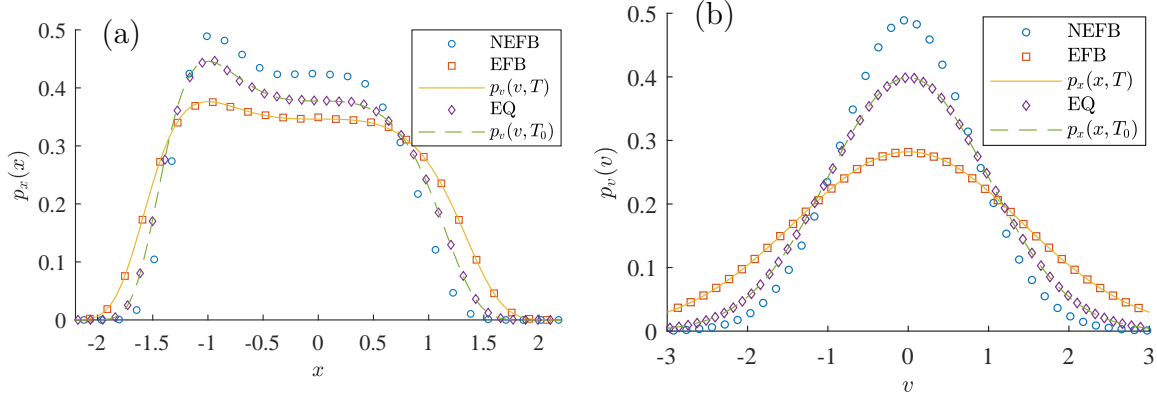 (a)
NEFB
EFB
p_v(v, T)
EQ
p_v(v, T_0)
0.5
0.4
0.3
0.2
0.1
0
p_x(x)
-2 -1.5 -1 -0.5 0 0.5 1 1.5 2
x
(b)
NEFB
EFB
p_x(x, T)
EQ
p_x(x, T_0)
0.5
0.4
0.3
0.2
0.1
0
p_v(v)
-3 -2 -1 0 1 2 3
v